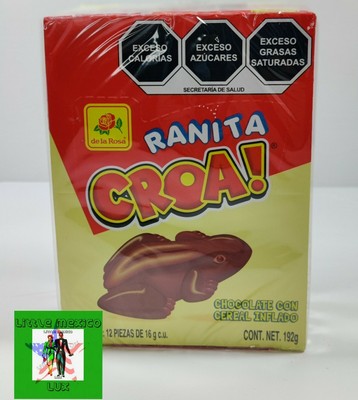 EXCESO CALORÍAS
EXCESO AZÚCARES
EXCESO GRASAS SATURADAS
SECRETARÍA DE SALUD
de la Rosa
RANITA
CROA!
CHOCOLATE CON
CEREAL INFLADO
12 PIEZAS DE 16 g c.u.
CONT. NET. 192g
Little Mexico
LUX